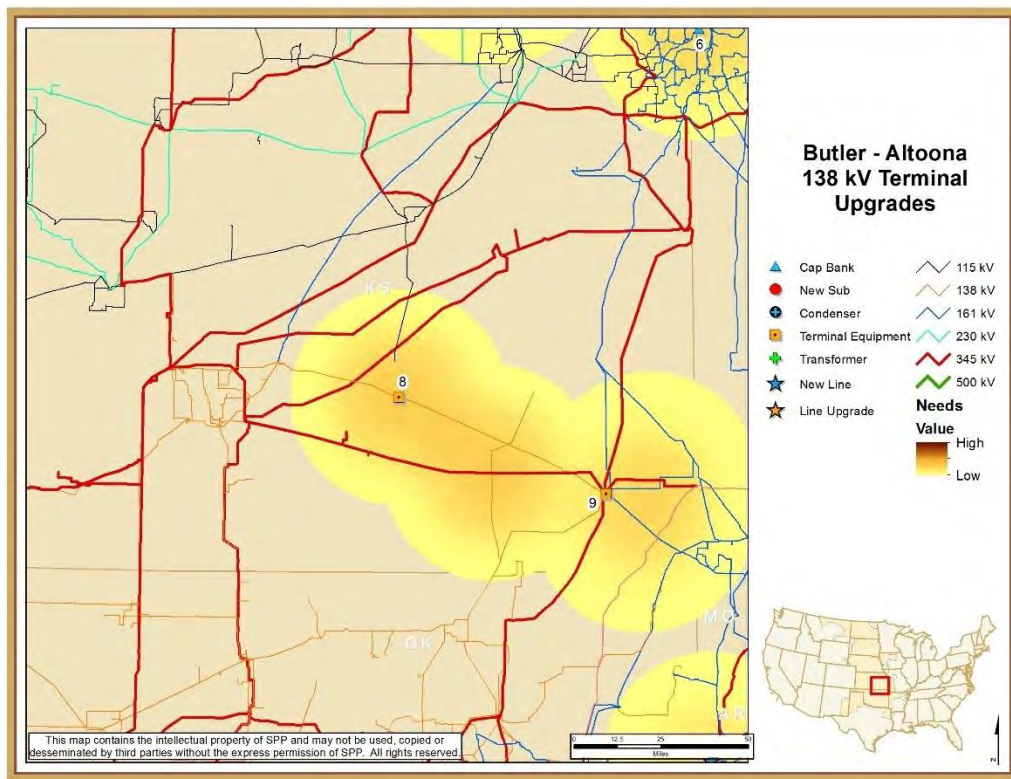 6
KS
8
9
OK
MO
AR
This map contains the intellectual property of SPP and may not be used, copied or
desseminated by third parties without the express permission of SPP. All rights reserved.
0 12.5 25 50
Miles
Butler - Altoona
138 kV Terminal
Upgrades
Cap Bank
New Sub
Condenser
Terminal Equipment
Transformer
New Line
Line Upgrade
115 kV
138 kV
161 kV
230 kV
345 kV
500 kV
Needs
Value
High
Low
N